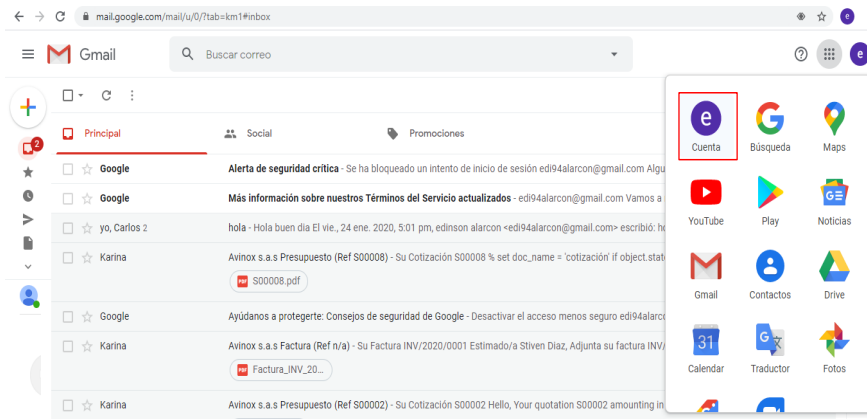 mail.google.com/mail/u/0/?tab=km1#inbox
e
Gmail
Buscar correo
e
Principal
Social
Promociones
2
Google
Alerta de seguridad crítica - Se ha bloqueado un intento de inicio de sesión edi94alarcon@gmail.com Algu
Google
Más información sobre nuestros Términos del Servicio actualizados - edi94alarcon@gmail.com Vamos a
yo, Carlos 2
hola - Hola buen dia El vie., 24 ene. 2020, 5:01 pm, edinson alarcon <edi94alarcon@gmail.com> escribió: ho
Karina
Avinox s.a.s Presupuesto (Ref S00008) - Su Cotización S00008 % set doc_name = 'cotización' if object.stat
PDF S00008.pdf
Google
Ayúdanos a protegerte: Consejos de seguridad de Google - Desactivar el acceso menos seguro edi94alarc
Karina
Avinox s.a.s Factura (Ref n/a) - Su Factura INV/2020/0001 Estimado/a Stiven Diaz, Adjunta su factura INV/
PDF Factura_INV_20...
Karina
Avinox s.a.s Presupuesto (Ref S00002) - Su Cotización S00002 Hello, Your quotation S00002 amounting in
e
Cuenta
Búsqueda
Maps
YouTube
Play
Noticias
Gmail
Contactos
Drive
31
Calendar
Traductor
Fotos